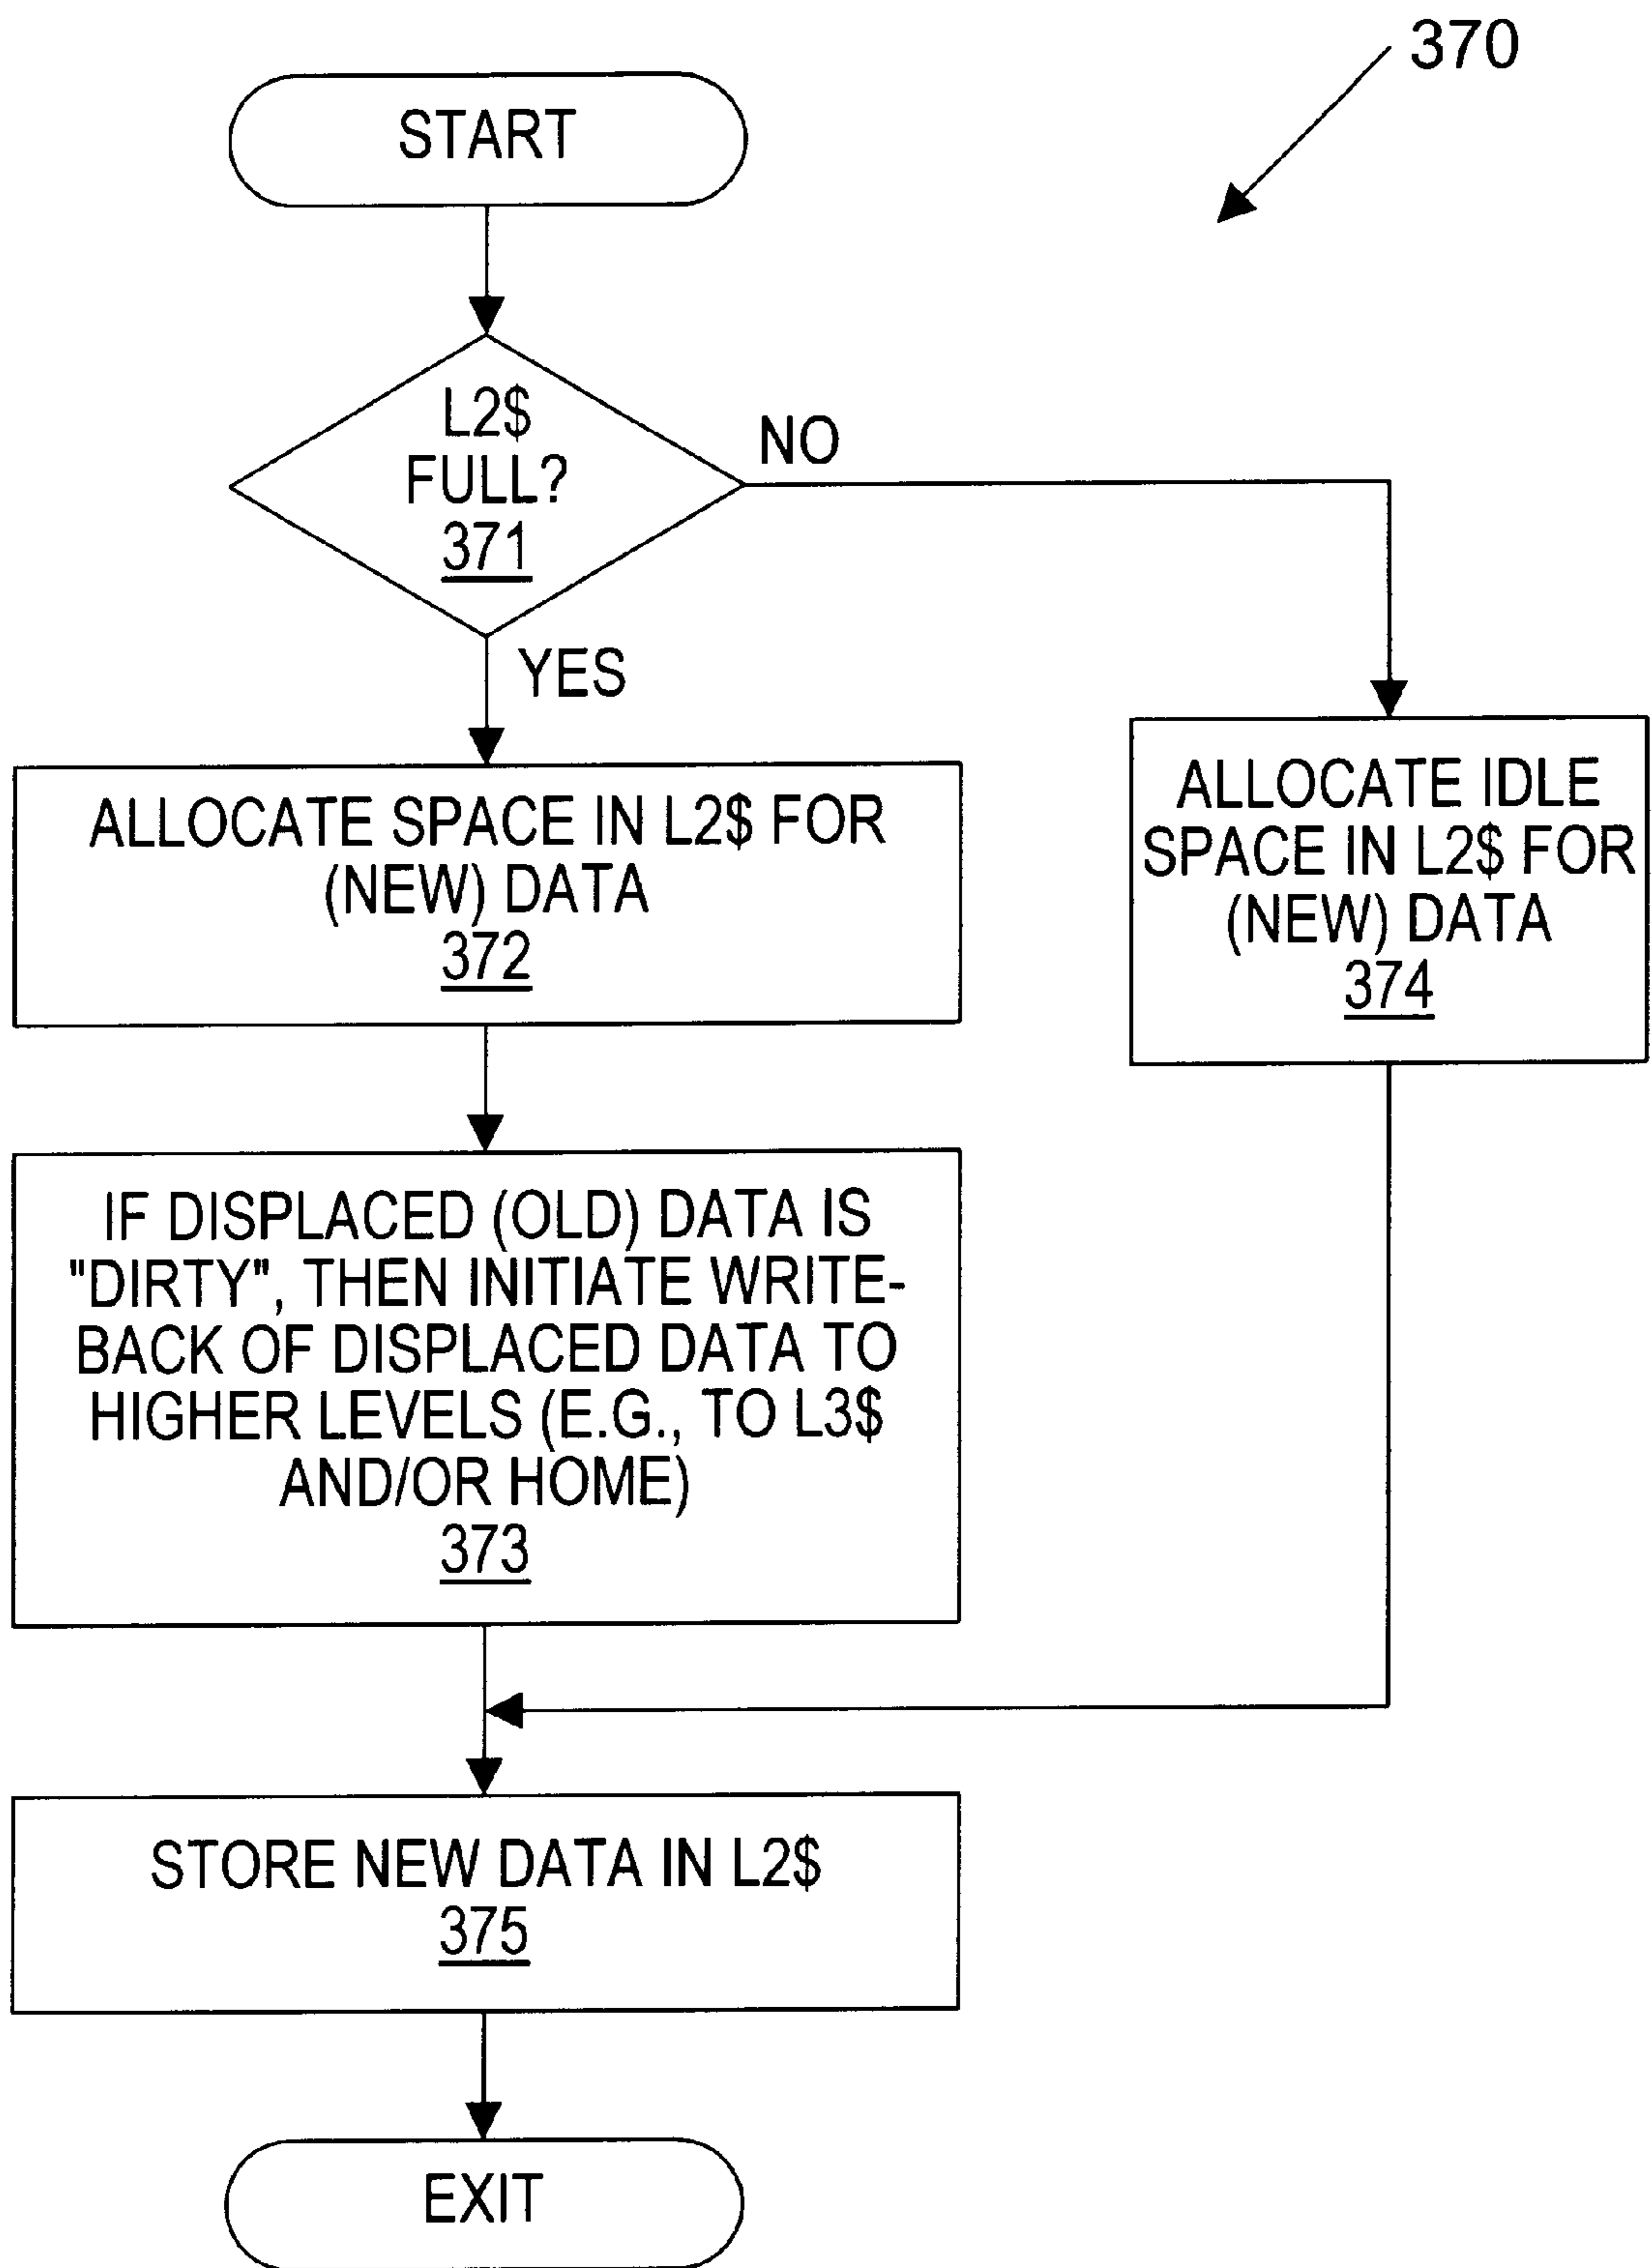 370
START
L2$
FULL?
371
NO
YES
ALLOCATE SPACE IN L2$ FOR
(NEW) DATA
372
ALLOCATE IDLE
SPACE IN L2$ FOR
(NEW) DATA
374
IF DISPLACED (OLD) DATA IS
"DIRTY", THEN INITIATE WRITE-
BACK OF DISPLACED DATA TO
HIGHER LEVELS (E.G., TO L3$
AND/OR HOME)
373
STORE NEW DATA IN L2$
375
EXIT